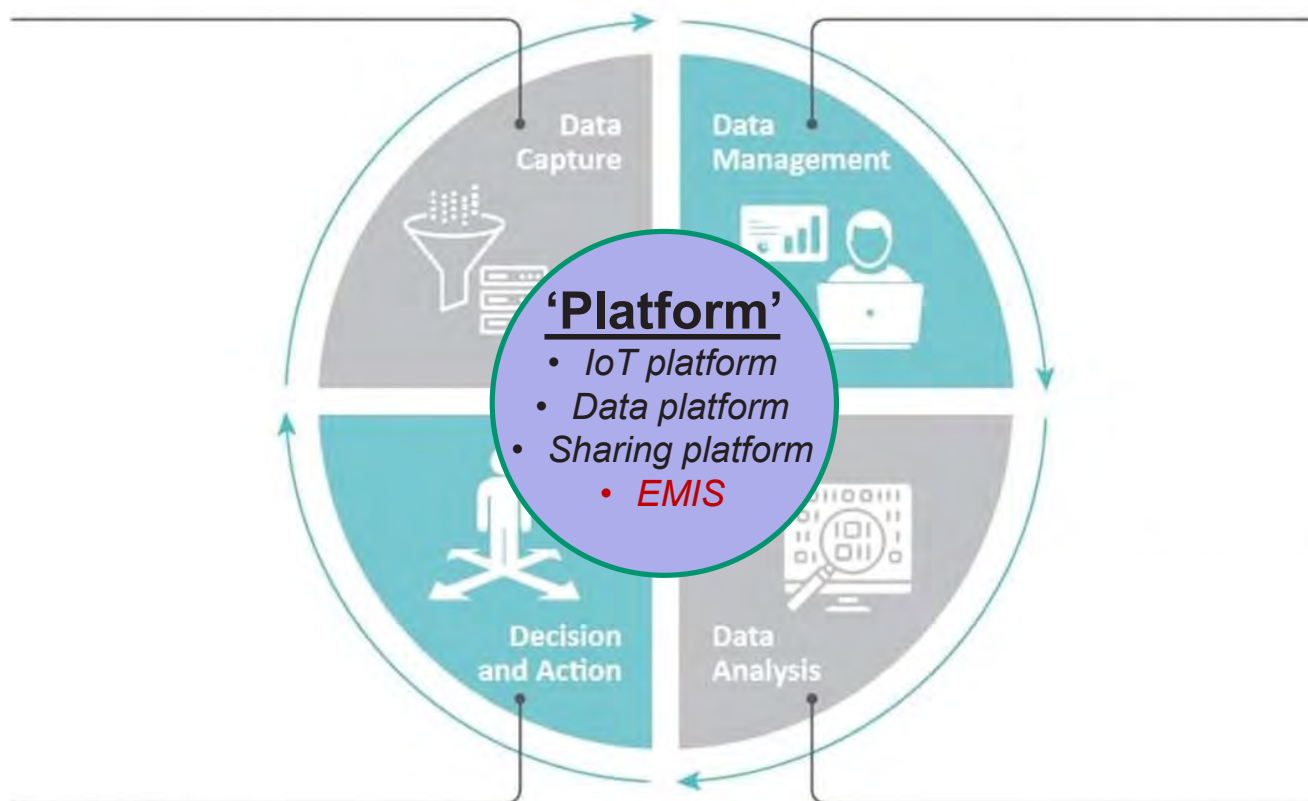 Data
Capture
Data
Management
‘Platform’
• IoT platform
• Data platform
• Sharing platform
• EMIS
Decision
and Action
Data
Analysis